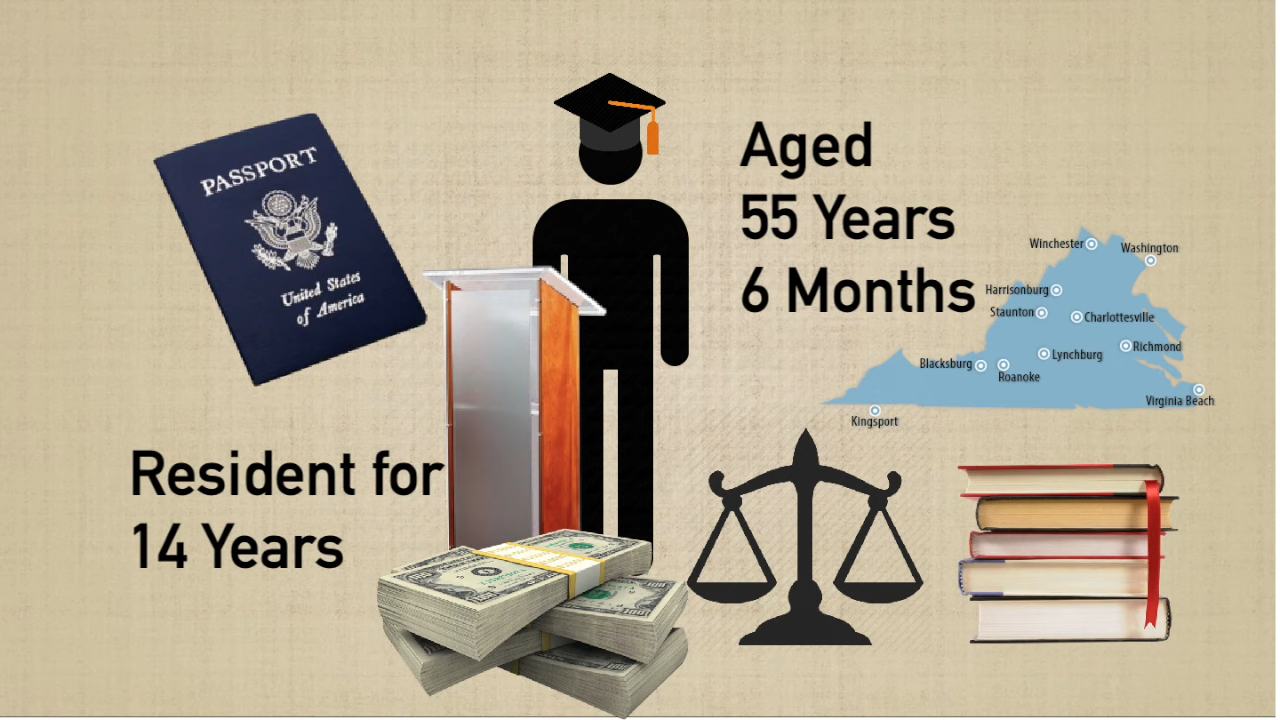 PASSPORT
United States
of America
Aged
55 Years
6 Months
Resident for
14 Years
Winchester
Washington
Harrisonburg
Staunton
Charlottesville
Richmond
Lynchburg
Blacksburg
Roanoke
Virginia Beach
Kingsport